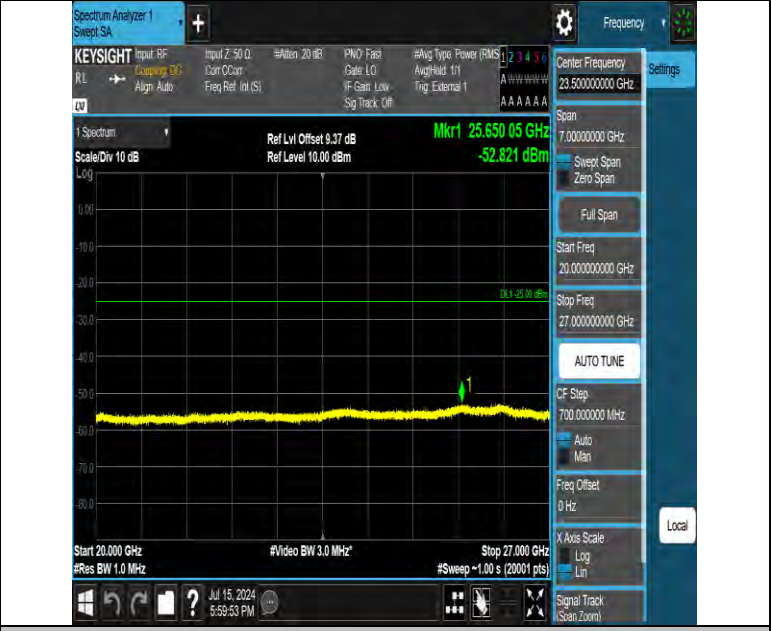 Spectrum Analyzer 1
Swept SA
+
Frequency
KEYSIGHT Input: RF
RL
Coupling: DC
Align: Auto
Input Z: 50 Ω
Corr CCorr
Freq Ref: Int (S)
#Atten: 20 dB
PNO: Fast
Gate: LO
IF Gain: Low
Sig Track: Off
#Avg Type: Power (RMS
Avg|Hold: 1/1
Trig: External 1
1 2 3 4 5 6
A W W W W W
A A A A A A
LXI
Center Frequency
23.500000000 GHz
Settings
Span
7.00000000 GHz
Swept Span
Zero Span
Full Span
Start Freq
20.000000000 GHz
Stop Freq
27.000000000 GHz
AUTO TUNE
CF Step
700.000000 MHz
Auto
Man
Freq Offset
0 Hz
X Axis Scale
Log
Lin
Local
Signal Track
(Span Zoom)
1 Spectrum
Scale/Div 10 dB
Log
Ref Lvl Offset 9.37 dB
Ref Level 10.00 dBm
Mkr1 25.650 05 GHz
-52.821 dBm
0.00
-10.0
-20.0
-30.0
-40.0
-50.0
-60.0
-70.0
-80.0
DL1 -25.00 dBm
1
Start 20.000 GHz
#Res BW 1.0 MHz
#Video BW 3.0 MHz*
Stop 27.000 GHz
#Sweep ~1.00 s (20001 pts)
?
Jul 15, 2024
5:59:53 PM